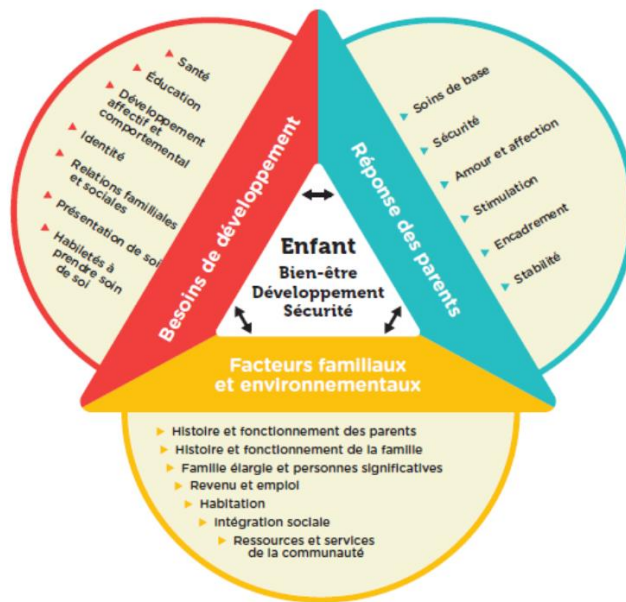 Santé
Éducation
Développement
affectif et
comportemental
Identité
Relations familliales
et sociales
Présentation de soi
Habiletés à
prendre soin
de soi
Besoins de développement
Réponse des parents
Soins de base
Sécurité
Amour et affection
Stimulation
Encadrement
Stabilité
Enfant
Bien-être
Développement
Sécurité
Facteurs familiaux
et environnementaux
Histoire et fonctionnement des parents
Histoire et fonctionnement de la famille
Famille élargie et personnes significatives
Revenu et emploi
Habitation
Intégration sociale
Ressources et services
de la communauté